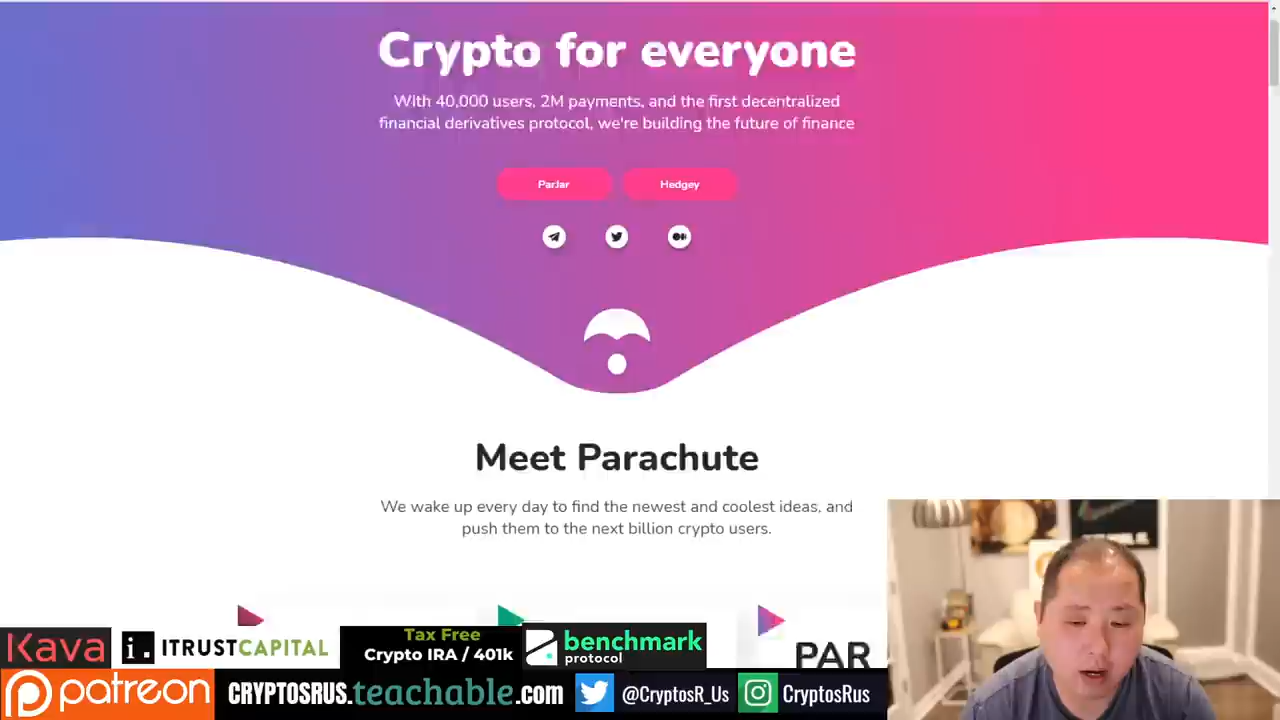 Crypto for everyone
With 40,000 users, 2M payments, and the first decentralized
financial derivatives protocol, we're building the future of finance
ParJar
Hedgey
Meet Parachute
We wake up every day to find the newest and coolest ideas, and
push them to the next billion crypto users.
PAR
Kava
i. ITRUSTCAPITAL
Tax Free
Crypto IRA / 401k
benchmark
protocol
patreon
CRYPTOSRUS.teachable.com
@CryptosR_Us
CryptosRus